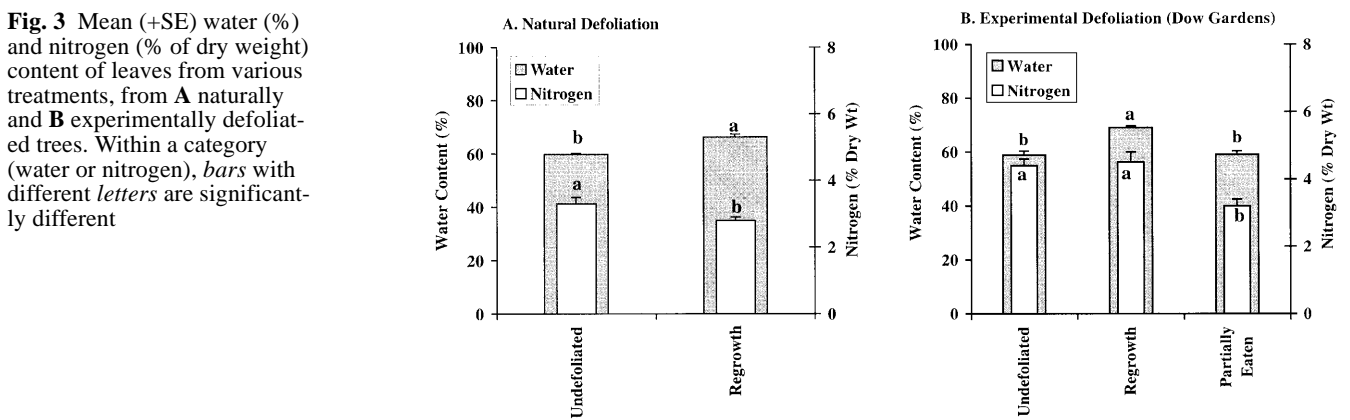 Fig. 3 Mean (+SE) water (%)
and nitrogen (% of dry weight)
content of leaves from various
treatments, from A naturally
and B experimentally defoliat-
ed trees. Within a category
(water or nitrogen), bars with
different letters are significant-
ly different
A. Natural Defoliation
100
80
60
40
20
0
Water Content (%)
Water
Nitrogen
b
a
a
b
8
6
4
2
0
Nitrogen (% Dry Wt)
Undefoliated
Regrowth
B. Experimental Defoliation (Dow Gardens)
100
80
60
40
20
0
Water Content (%)
Water
Nitrogen
b
a
a
a
b
b
8
6
4
2
0
Nitrogen (% Dry Wt)
Undefoliated
Regrowth
Partially
Eaten